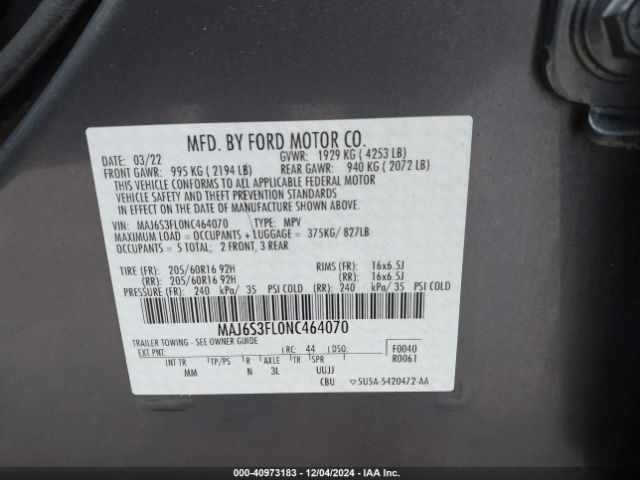 MFD. BY FORD MOTOR CO.
DATE: 03/22 GVWR: 1929 KG ( 4253 LB)
FRONT GAWR: 995 KG ( 2194 LB) REAR GAWR: 940 KG ( 2072 LB)
THIS VEHICLE CONFORMS TO ALL APPLICABLE FEDERAL MOTOR
VEHICLE SAFETY AND THEFT PREVENTION STANDARDS
IN EFFECT ON THE DATE OF MANUFACTURE SHOWN ABOVE.
VIN: MAJ6S3FL0NC464070 TYPE: MPV
MAXIMUM LOAD = OCCUPANTS + LUGGAGE = 375KG/ 827LB
OCCUPANTS = 5 TOTAL; 2 FRONT, 3 REAR
TIRE (FR): 205/60R16 92H RIMS (FR): 16x6.5J
(RR): 205/60R16 92H (RR): 16x6.5J
PRESSURE (FR): 240 kPa/ 35 PSI COLD (RR): 240 kPa/ 35 PSI COLD
MAJ6S3FL0NC464070
TRAILER TOWING - SEE OWNER GUIDE
EXT PNT: RC: 44 DSO: F0040
R0061
INT TR TP/PS R AXLE TR SPR
MM N 3L UUJJ
CBU 5U5A-5420472-AA
000-40973183 - 12/04/2024 - IAA Inc.